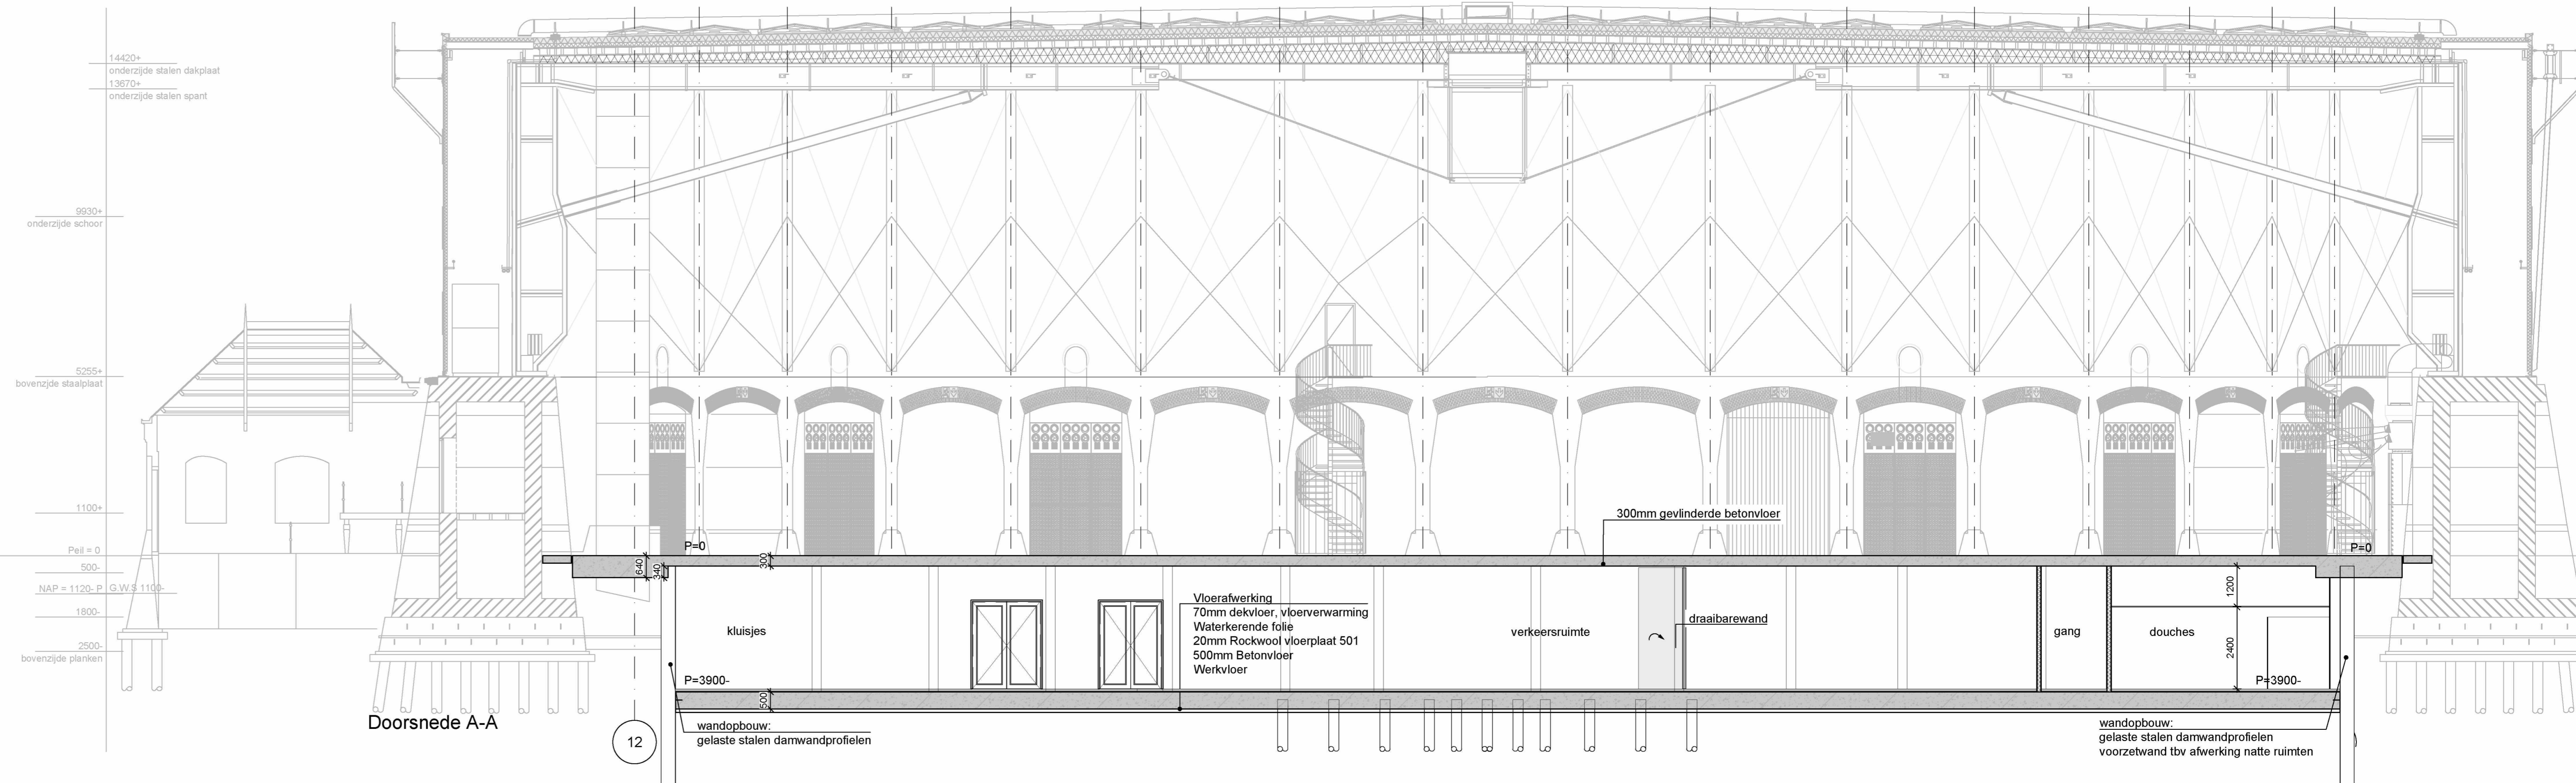 14420+
onderzijde stalen dakplaat
13670+
onderzijde stalen spant
9930+
onderzijde schoor
5255+
bovenzjde staalplaat
1100+
Peil = 0
500-
NAP = 1120- P
G.W.S 1100-
1800-
2500-
bovenzijde planken
Doorsnede A-A
12
P=0
640
340
300
300mm gevlinderde betonvloer
P=0
kluisjes
Vloerafwerking
70mm dekvloer, vloerverwarming
Waterkerende folie
20mm Rockwool vloerplaat 501
500mm Betonvloer
Werkvloer
verkeersruimte
draaibarewand
gang
douches
1200
2400
P=3900-
500
P=3900-
wandopbouw:
gelaste stalen damwandprofielen
wandopbouw:
gelaste stalen damwandprofielen
voorzetwand tbv afwerking natte ruimten